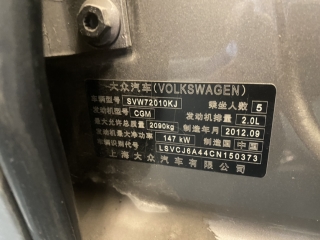 大众汽车(VOLKSWAGEN)
车辆型号 SVW72010KJ 乘坐人数 5
发动机型号 CGM 发动机排量 2.0L
最大允许总质量 2090kg 制造年月 2012.09
发动机最大净功率 147 kW 制造国 中国
车辆识别代号 LSVCJ6A44CN150373
上海大众汽车有限公司